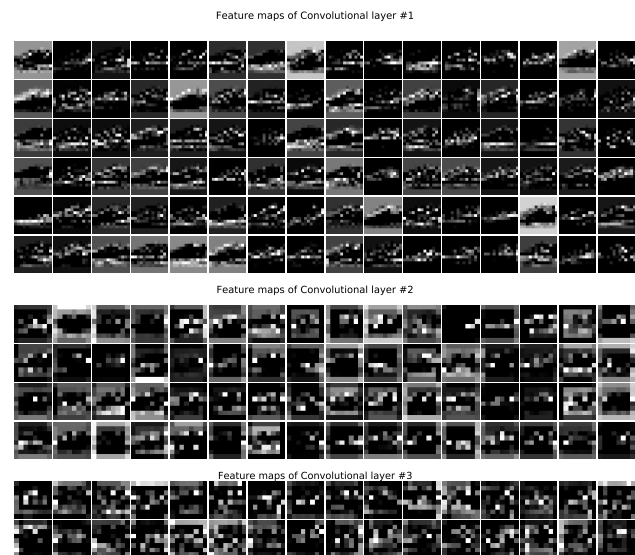 Feature maps of Convolutional layer #1
Feature maps of Convolutional layer #2
Feature maps of Convolutional layer #3